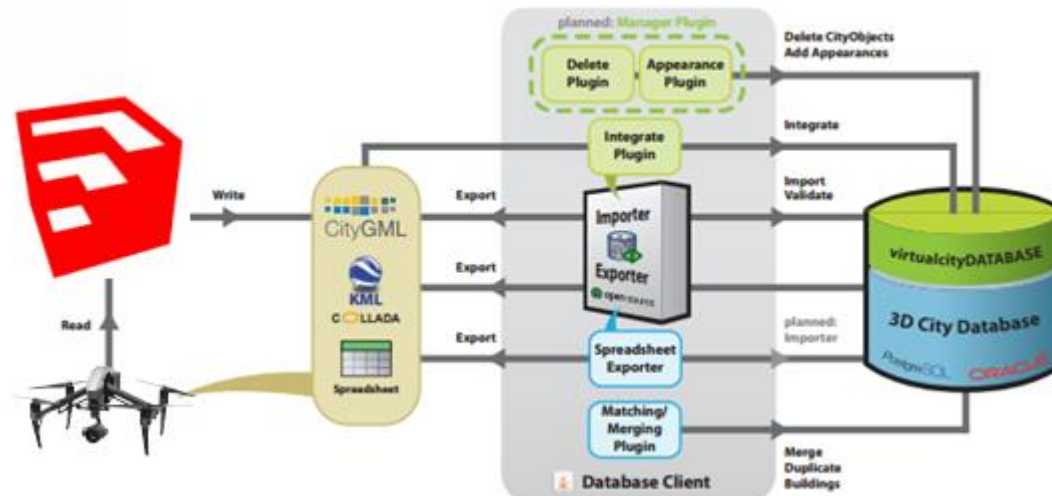 planned: Manager Plugin
Delete
Plugin
Appearance
Plugin
Delete CityObjects
Add Appearances
Integrate
Plugin
Integrate
Write
CityGML
KML
COLLADA
Spreadsheet
Export
Export
Export
Importer
Exporter
open source
Import
Validate
virtualcityDATABASE
3D City Database
PostgreSQL
ORACLE
planned:
Importer
Read
Spreadsheet
Exporter
Matching/
Merging
Plugin
Merge
Duplicate
Buildings
Database Client